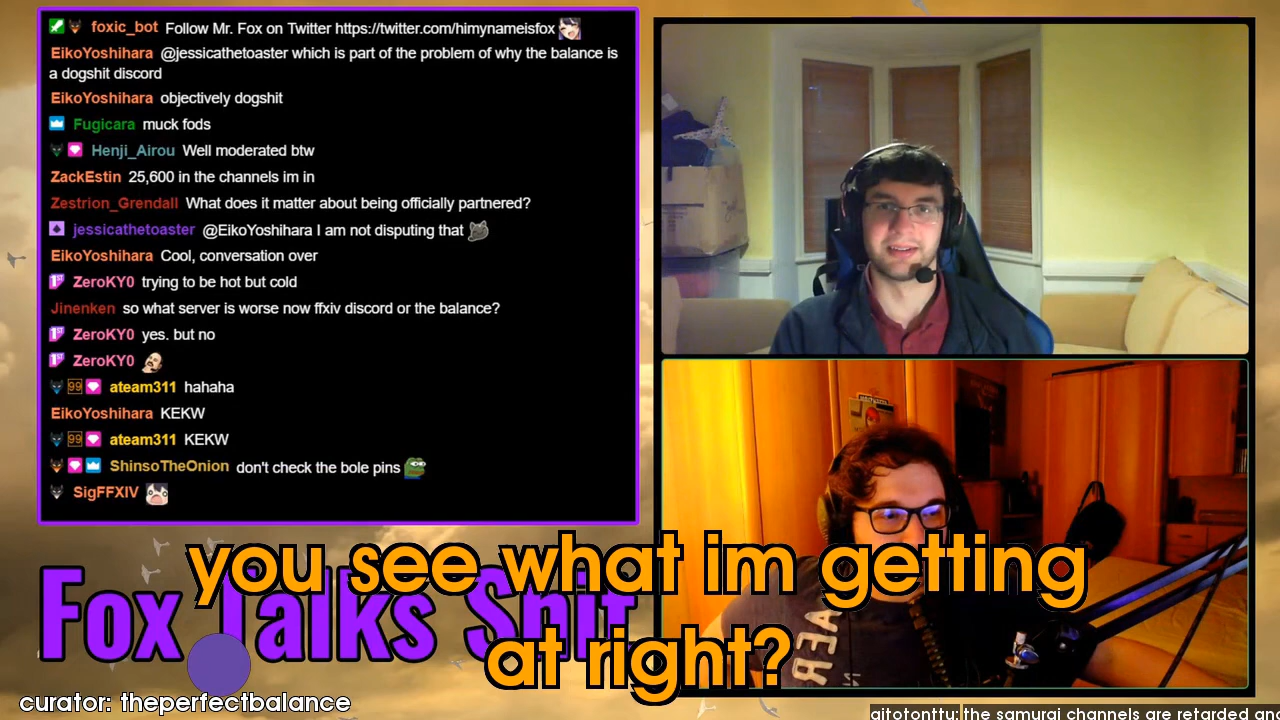 foxic_bot Follow Mr. Fox on Twitter https://twitter.com/himynameisfox
EikoYoshihara @jessicathetoaster which is part of the problem of why the balance is
a dogshit discord
EikoYoshihara objectively dogshit
Fugicara muck fods
Henji_Airou Well moderated btw
ZackEstin 25,600 in the channels im in
Zestrion_Grendall What does it matter about being officially partnered?
jessicathetoaster @EikoYoshihara I am not disputing that
EikoYoshihara Cool, conversation over
1ST ZeroKY0 trying to be hot but cold
Jinenken so what server is worse now ffxiv discord or the balance?
1ST ZeroKY0 yes. but no
1ST ZeroKY0
99 ateam311 hahaha
EikoYoshihara KEKW
99 ateam311 KEKW
ShinsoTheOnion don't check the bole pins
SigFFXIV
you see what im getting
at right?
Fox Talks Shit
curator: theperfectbalance
the samurai channels are retarded and